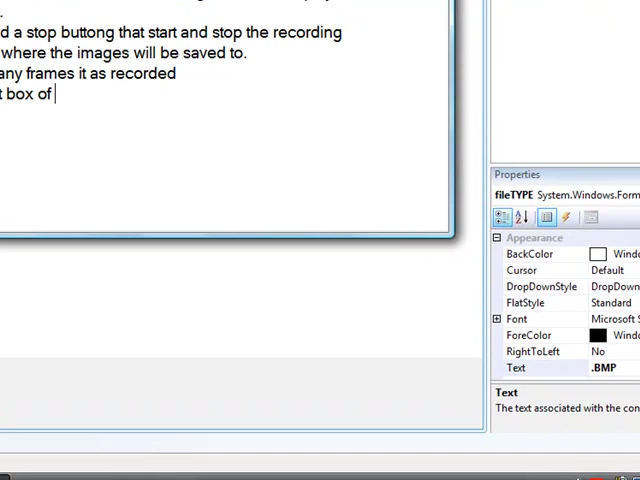 d a stop buttong that start and stop the recording
where the images will be saved to.
any frames it as recorded
t box of
Properties
fileTYPE System.Windows.Form
Appearance
BackColor Windo
Cursor Default
DropDownStyle DropDown
FlatStyle Standard
Font Microsoft S
ForeColor Windo
RightToLeft No
Text .BMP
Text
The text associated with the con